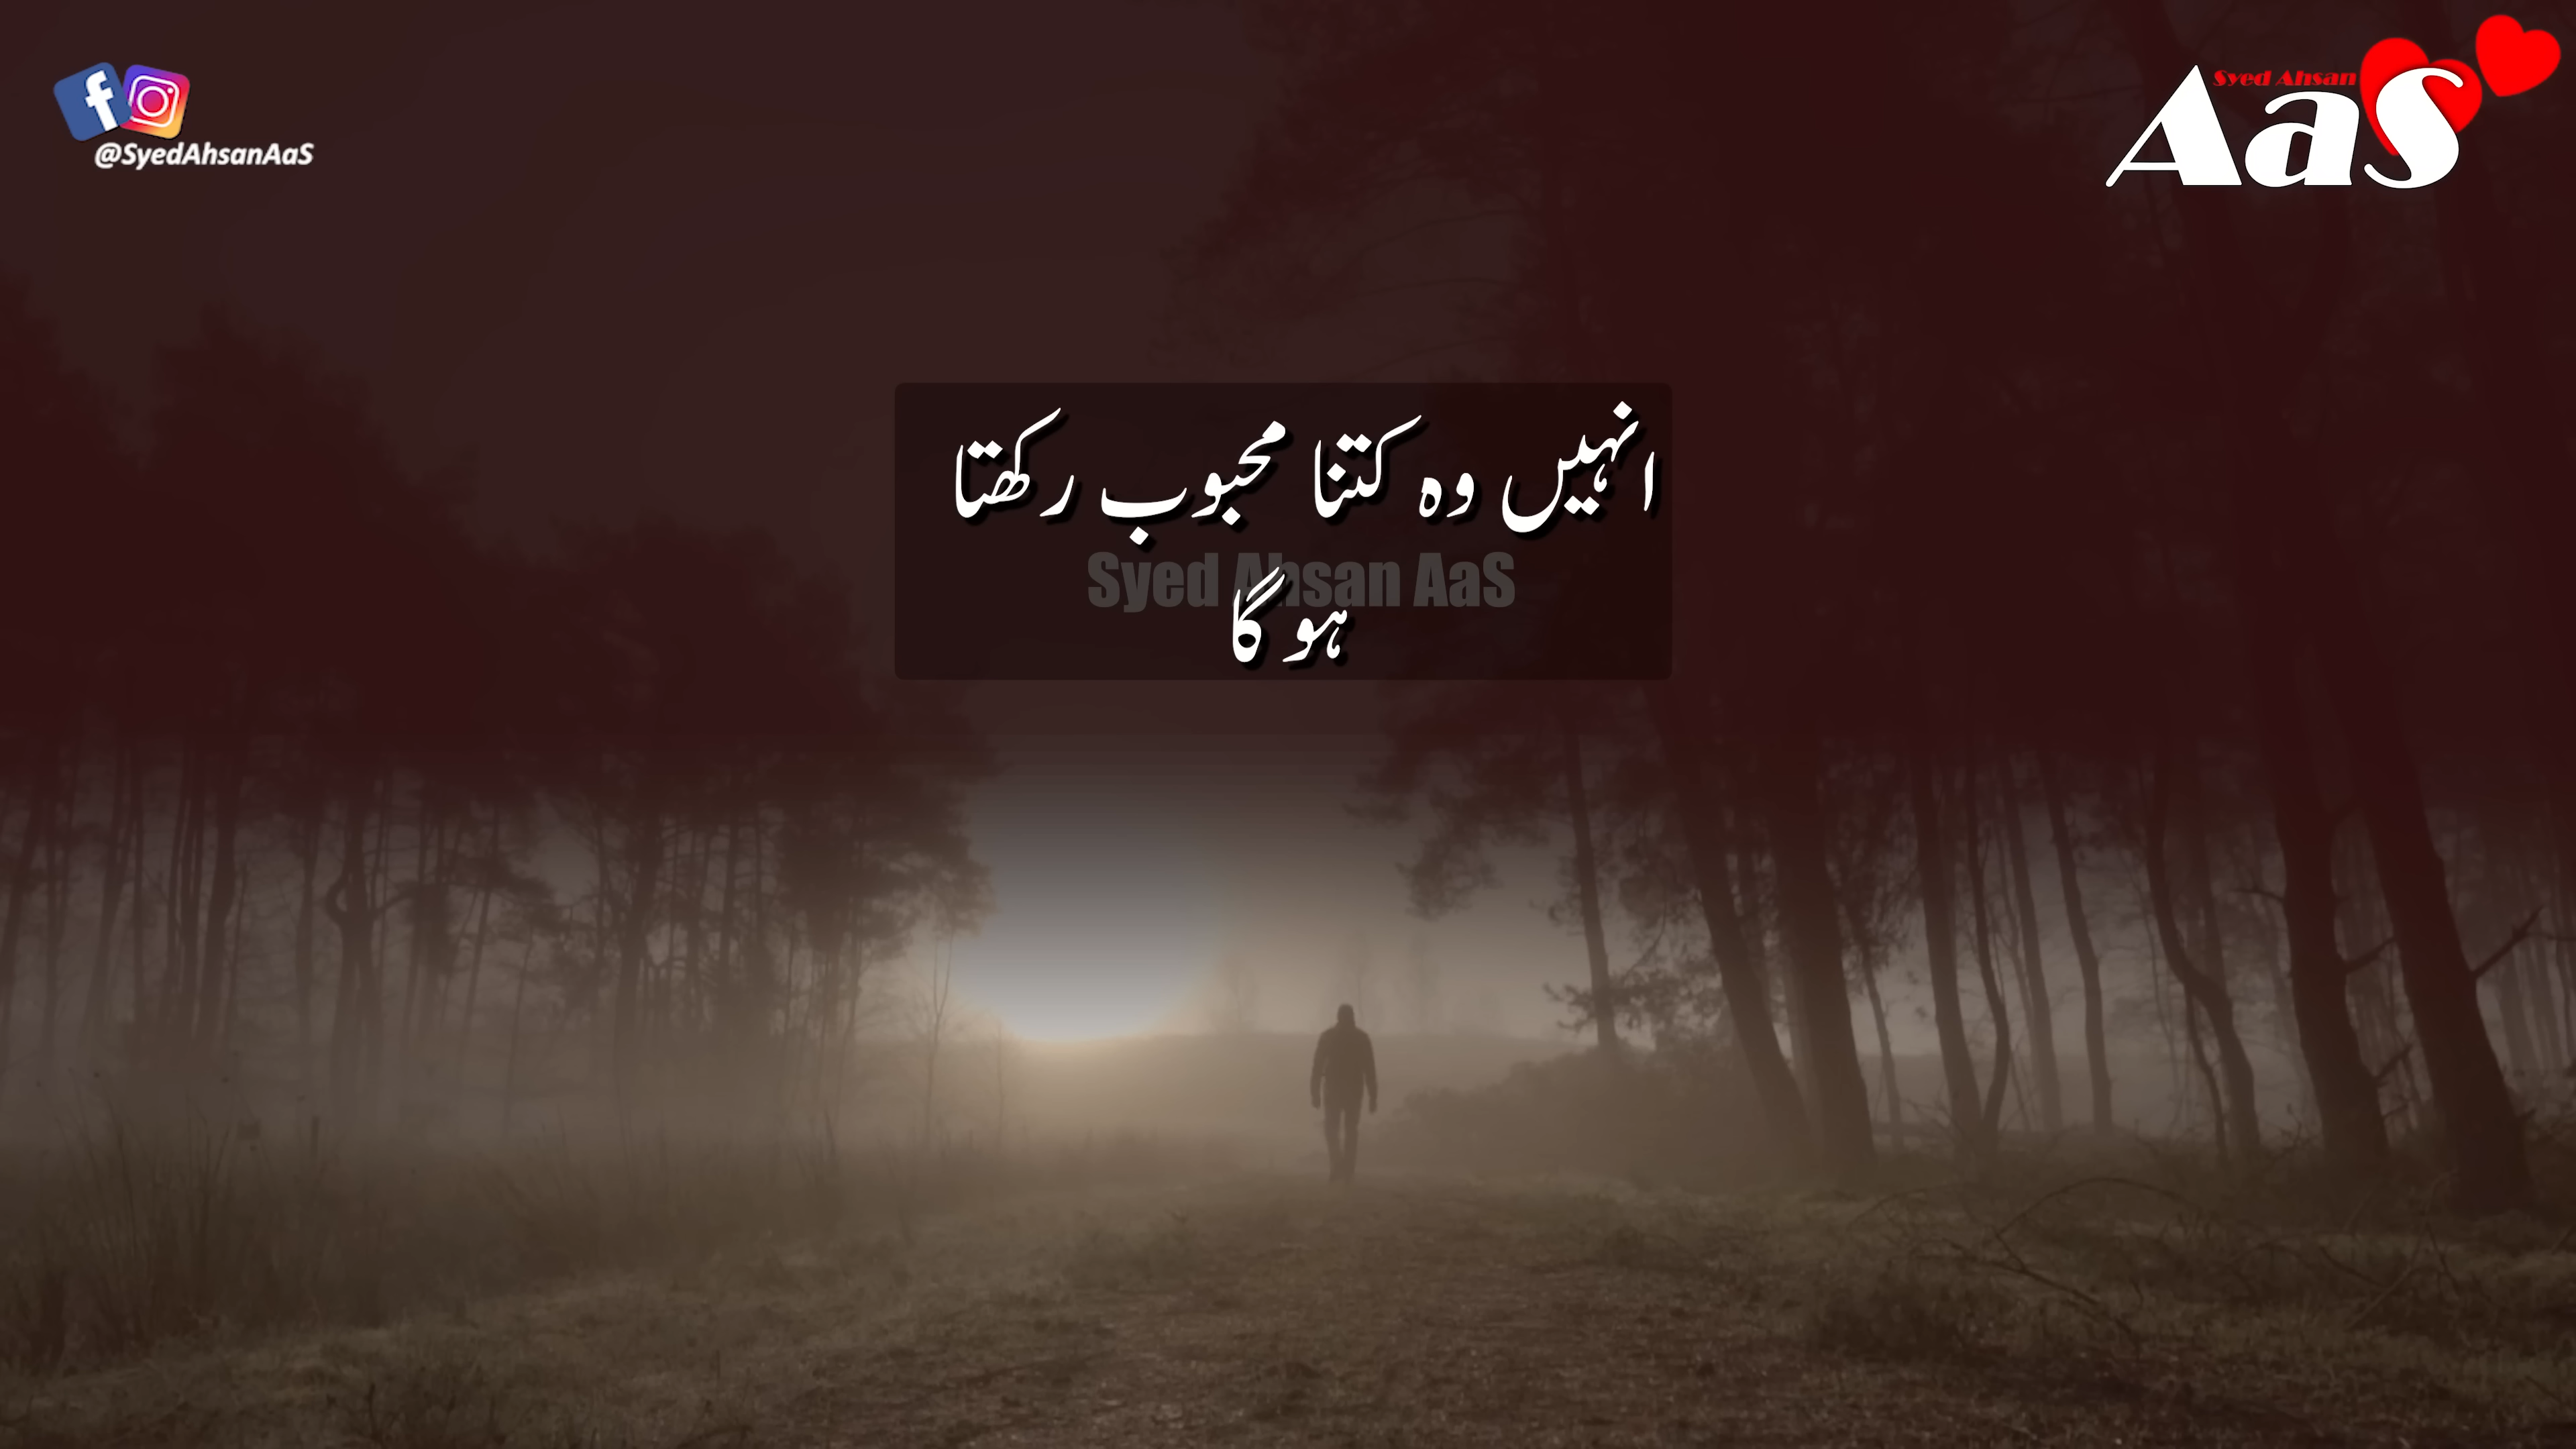 @SyedAhsanAaS
Syed Ahsan
AaS
انہیں وہ کتنا محبوب رکھتا
Syed Ahsan AaS
ہو گا